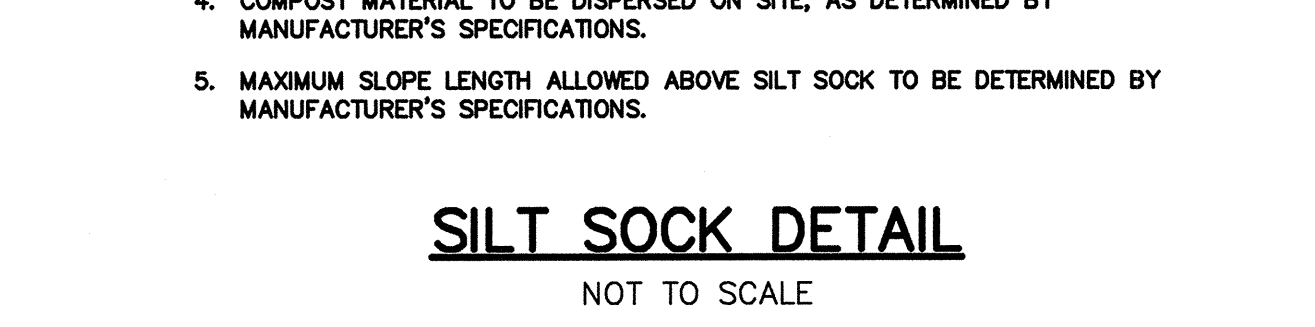 4. COMPOST MATERIAL TO BE DISPERSED ON SITE, AS DETERMINED BY
MANUFACTURER'S SPECIFICATIONS.
5. MAXIMUM SLOPE LENGTH ALLOWED ABOVE SILT SOCK TO BE DETERMINED BY
MANUFACTURER'S SPECIFICATIONS.
SILT SOCK DETAIL
NOT TO SCALE